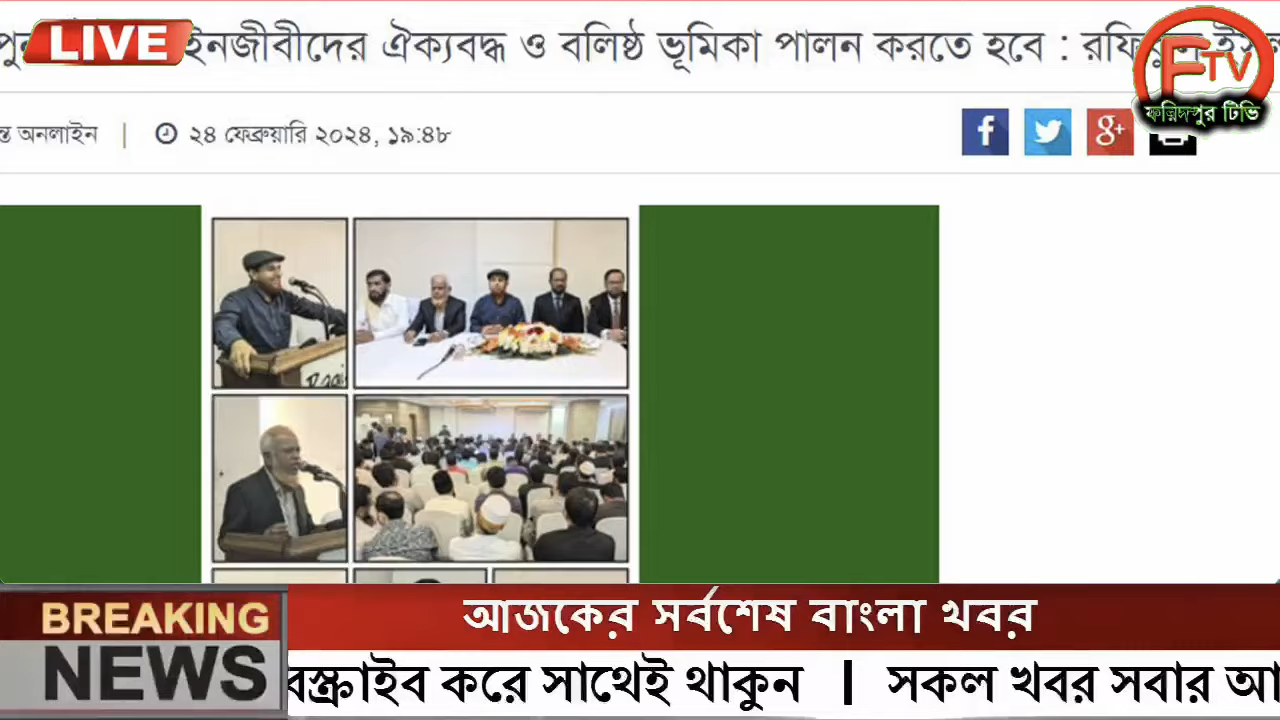 LIVE
ইনজীবীদের ঐক্যবদ্ধ ও বলিষ্ঠ ভূমিকা পালন করতে হবে :
FTV
ফরিদপুর টিভি
অনলাইন | ২৪ ফেব্রুয়ারি ২০২৪, ১৯:৪৮
f
g+
BREAKING
NEWS
আজকের সর্বশেষ বাংলা খবর
বস্ক্রাইব করে সাথেই থাকুন | সকল খবর সবার আ